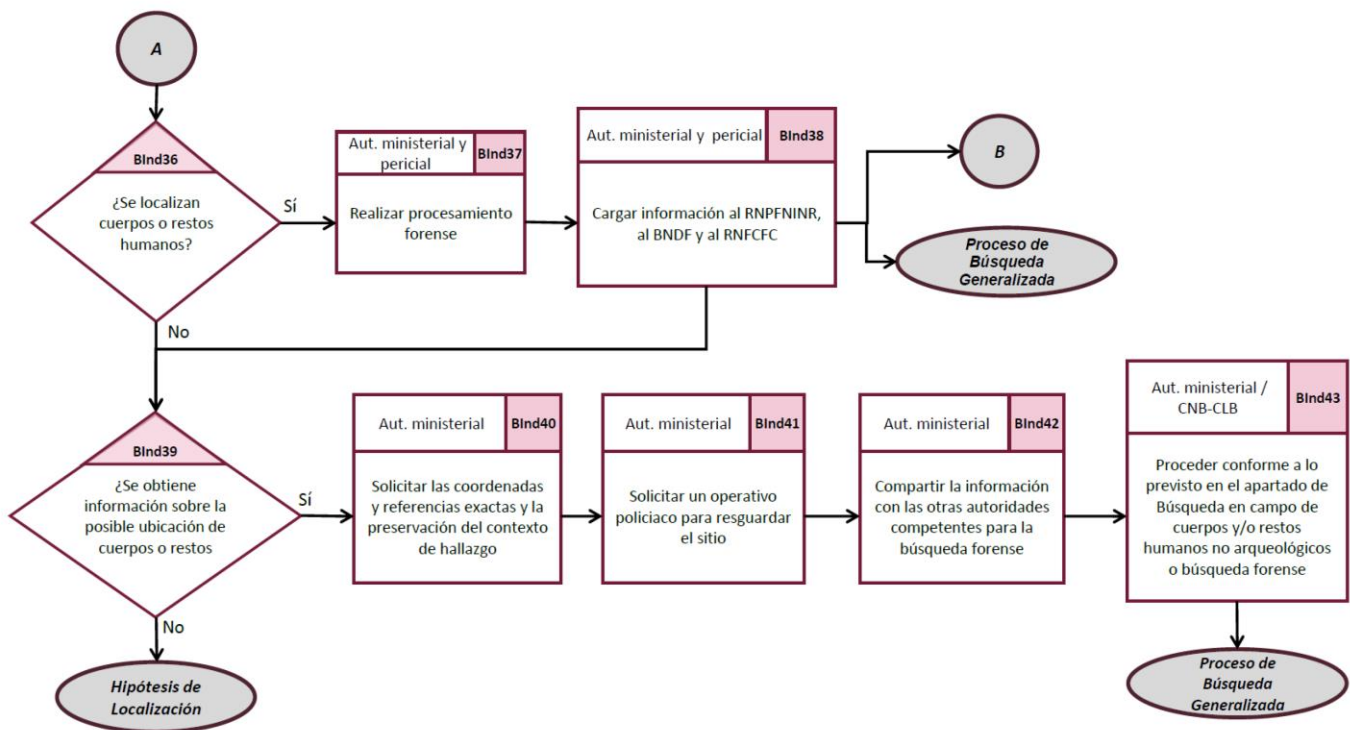 A
BInd36
¿Se localizan
cuerpos o restos
humanos?
Sí
No
Aut. ministerial y
pericial
BInd37
Realizar procesamiento
forense
Aut. ministerial y pericial
BInd38
Cargar información al RNPFNINR,
al BNDF y al RNFCFC
B
Proceso de
Búsqueda
Generalizada
BInd39
¿Se obtiene
información sobre la
posible ubicación de
cuerpos o restos
Sí
No
Hipótesis de
Localización
Aut. ministerial
BInd40
Solicitar las coordenadas
y referencias exactas y la
preservación del contexto
de hallazgo
Aut. ministerial
BInd41
Solicitar un operativo
policiaco para resguardar
el sitio
Aut. ministerial
BInd42
Compartir la información
con las otras autoridades
competentes para la
búsqueda forense
Aut. ministerial /
CNB-CLB
BInd43
Proceder conforme a lo
previsto en el apartado de
Búsqueda en campo de
cuerpos y/o restos
humanos no arqueológicos
o búsqueda forense
Proceso de
Búsqueda
Generalizada